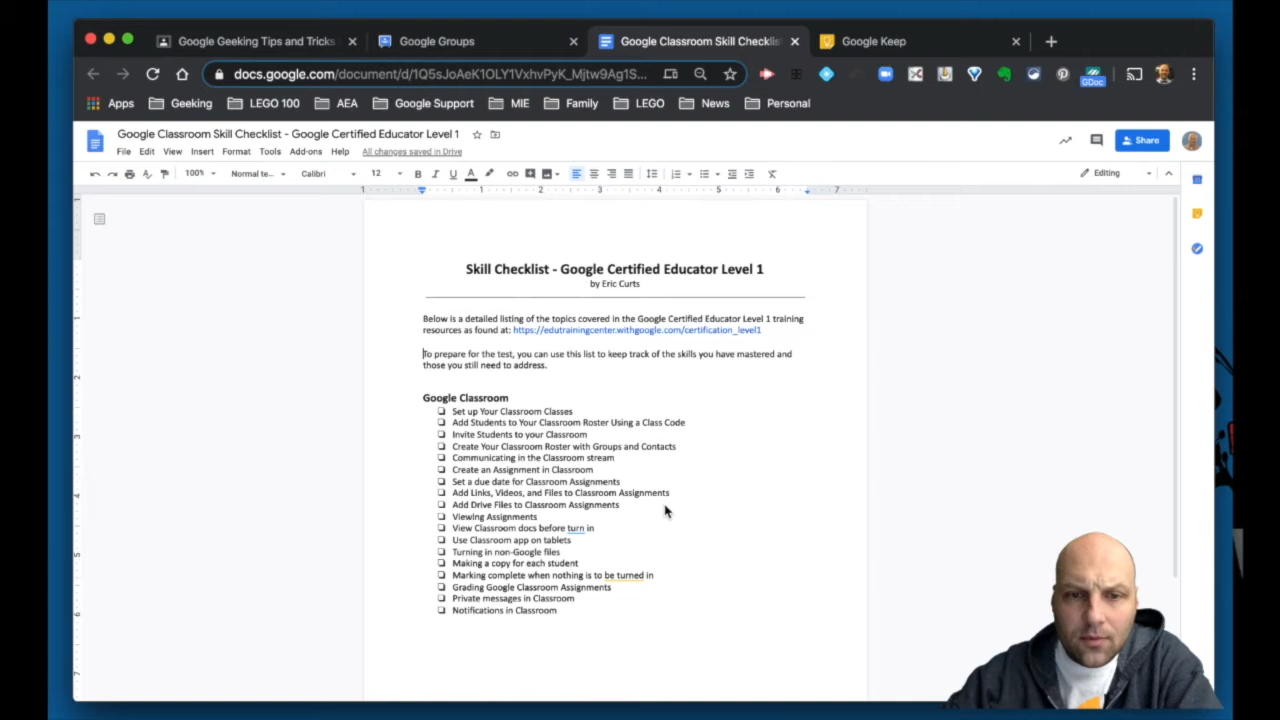 Google Geeking Tips and Tricks
Google Groups
Google Classroom Skill Checklis
Google Keep
docs.google.com/document/d/1Q5sJoAeK1OLY1VxhvPyK_Mjtw9Ag1S...
GDoc
Apps
Geeking
LEGO 100
AEA
Google Support
MIE
Family
LEGO
News
Personal
Google Classroom Skill Checklist - Google Certified Educator Level 1
File Edit View Insert Format Tools Add-ons Help All changes saved in Drive
Share
100% Normal te... Calibri 12 B I U A Editing
1 1 2 3 4 5 6 7
Skill Checklist - Google Certified Educator Level 1
by Eric Curts
Below is a detailed listing of the topics covered in the Google Certified Educator Level 1 training
resources as found at: https://edutrainingcenter.withgoogle.com/certification_level1
To prepare for the test, you can use this list to keep track of the skills you have mastered and
those you still need to address.
Google Classroom
❏ Set up Your Classroom Classes
❏ Add Students to Your Classroom Roster Using a Class Code
❏ Invite Students to your Classroom
❏ Create Your Classroom Roster with Groups and Contacts
❏ Communicating in the Classroom stream
❏ Create an Assignment in Classroom
❏ Set a due date for Classroom Assignments
❏ Add Links, Videos, and Files to Classroom Assignments
❏ Add Drive Files to Classroom Assignments
❏ Viewing Assignments
❏ View Classroom docs before turn in
❏ Use Classroom app on tablets
❏ Turning in non-Google files
❏ Making a copy for each student
❏ Marking complete when nothing is to be turned in
❏ Grading Google Classroom Assignments
❏ Private messages in Classroom
❏ Notifications in Classroom